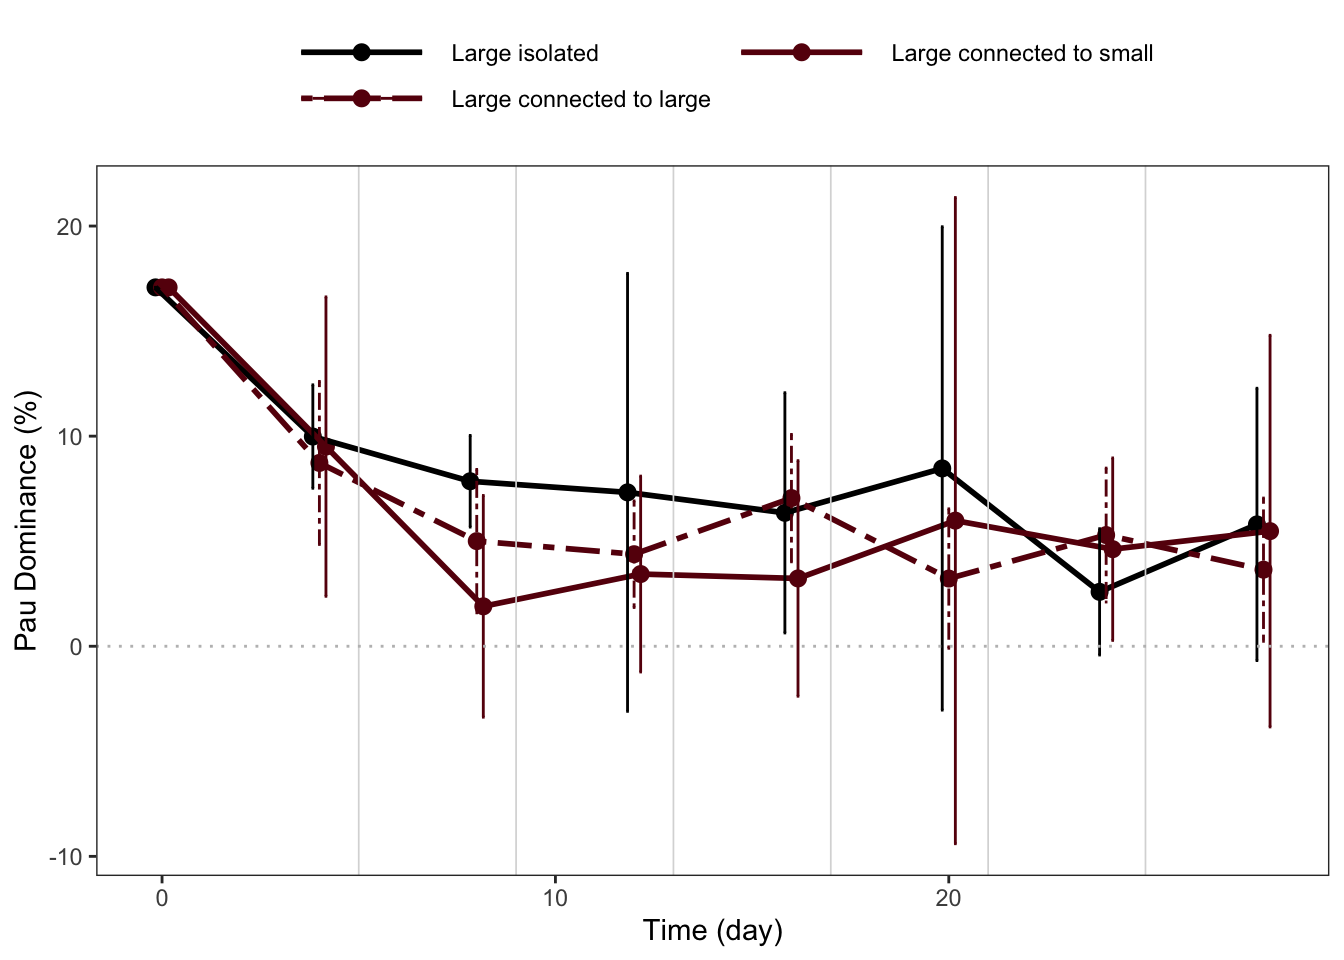 Large isolated
Large connected to small
Large connected to large
Pau Dominance (%)
20
10
0
-10
0
10
20
Time (day)